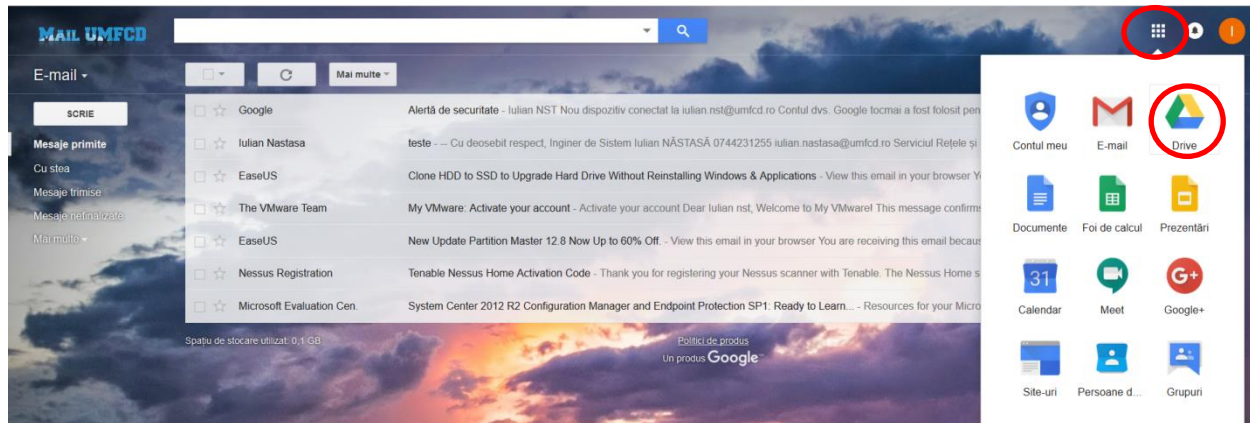 MAIL UMFCD
E-mail
Mai multe
SCRIE
Mesaje primite
Cu stea
Mesaje trimise
Mesaje nefinalizate
Mai multe
Google Alertă de securitate - Iulian NST Nou dispozitiv conectat la iulian.nst@umfcd.ro Contul dvs. Google tocmai a fost folosit pen
Iulian Nastasa teste - -- Cu deosebit respect, Inginer de Sistem Iulian NĂSTASĂ 0744231255 iulian.nastasa@umfcd.ro Serviciul Rețele și
EaseUS Clone HDD to SSD to Upgrade Hard Drive Without Reinstalling Windows & Applications - View this email in your browser Y
The VMware Team My VMware: Activate your account - Activate your account Dear Iulian nst, Welcome to My VMware! This message confirms
EaseUS New Update Partition Master 12.8 Now Up to 60% Off. - View this email in your browser You are receiving this email becaus
Nessus Registration Tenable Nessus Home Activation Code - Thank you for registering your Nessus scanner with Tenable. The Nessus Home s
Microsoft Evaluation Cen. System Center 2012 R2 Configuration Manager and Endpoint Protection SP1: Ready to Learn... - Resources for your Micro
Spațiu de stocare utilizat: 0,1 GB
Politici de produs
Un produs Google
I
Contul meu E-mail Drive
Documente Foi de calcul Prezentări
31
G+
Calendar Meet Google+
Site-uri Persoane d... Grupuri